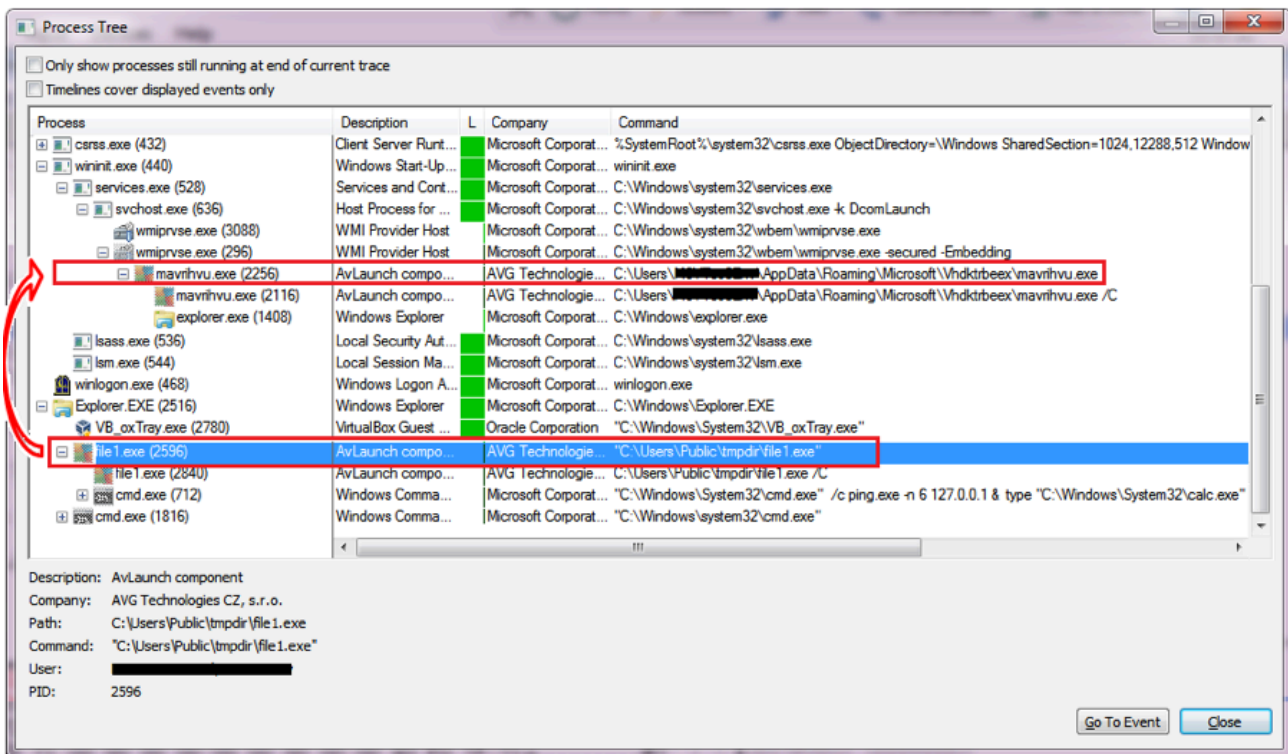 Process Tree
Only show processes still running at end of current trace
Timelines cover displayed events only
Process Description L Company Command
csrss.exe (432) Client Server Runt... Microsoft Corporat... %SystemRoot%\system32\csrss.exe ObjectDirectory=\Windows SharedSection=1024,12288,512 Window
wininit.exe (440) Windows Start-Up... Microsoft Corporat... wininit.exe
services.exe (528) Services and Cont... Microsoft Corporat... C:\Windows\system32\services.exe
svchost.exe (636) Host Process for ... Microsoft Corporat... C:\Windows\system32\svchost.exe -k DcomLaunch
wmiprvse.exe (3088) WMI Provider Host Microsoft Corporat... C:\Windows\system32\wbem\wmiprvse.exe
wmiprvse.exe (296) WMI Provider Host Microsoft Corporat... C:\Windows\system32\wbem\wmiprvse.exe -secured -Embedding
mavrihvu.exe (2256) AvLaunch compo... AVG Technologie... C:\Users\ \AppData\Roaming\Microsoft\Vhdktrbeex\mavrihvu.exe
mavrihvu.exe (2116) AvLaunch compo... AVG Technologie... C:\Users\ \AppData\Roaming\Microsoft\Vhdktrbeex\mavrihvu.exe /C
explorer.exe (1408) Windows Explorer Microsoft Corporat... C:\Windows\explorer.exe
lsass.exe (536) Local Security Aut... Microsoft Corporat... C:\Windows\system32\lsass.exe
lsm.exe (544) Local Session Ma... Microsoft Corporat... C:\Windows\system32\lsm.exe
winlogon.exe (468) Windows Logon A... Microsoft Corporat... winlogon.exe
Explorer.EXE (2516) Windows Explorer Microsoft Corporat... C:\Windows\Explorer.EXE
VB_oxTray.exe (2780) VirtualBox Guest ... Oracle Corporation "C:\Windows\System32\VB_oxTray.exe"
file1.exe (2596) AvLaunch compo... AVG Technologie... "C:\Users\Public\tmpdir\file1.exe"
file1.exe (2840) AvLaunch compo... AVG Technologie... C:\Users\Public\tmpdir\file1.exe /C
cmd.exe (712) Windows Comma... Microsoft Corporat... "C:\Windows\System32\cmd.exe" /c ping.exe -n 6 127.0.0.1 & type "C:\Windows\System32\calc.exe"
cmd.exe (1816) Windows Comma... Microsoft Corporat... "C:\Windows\system32\cmd.exe"
Description: AvLaunch component
Company: AVG Technologies CZ, s.r.o.
Path: C:\Users\Public\tmpdir\file1.exe
Command: "C:\Users\Public\tmpdir\file1.exe"
User:
PID: 2596
Go To Event Close